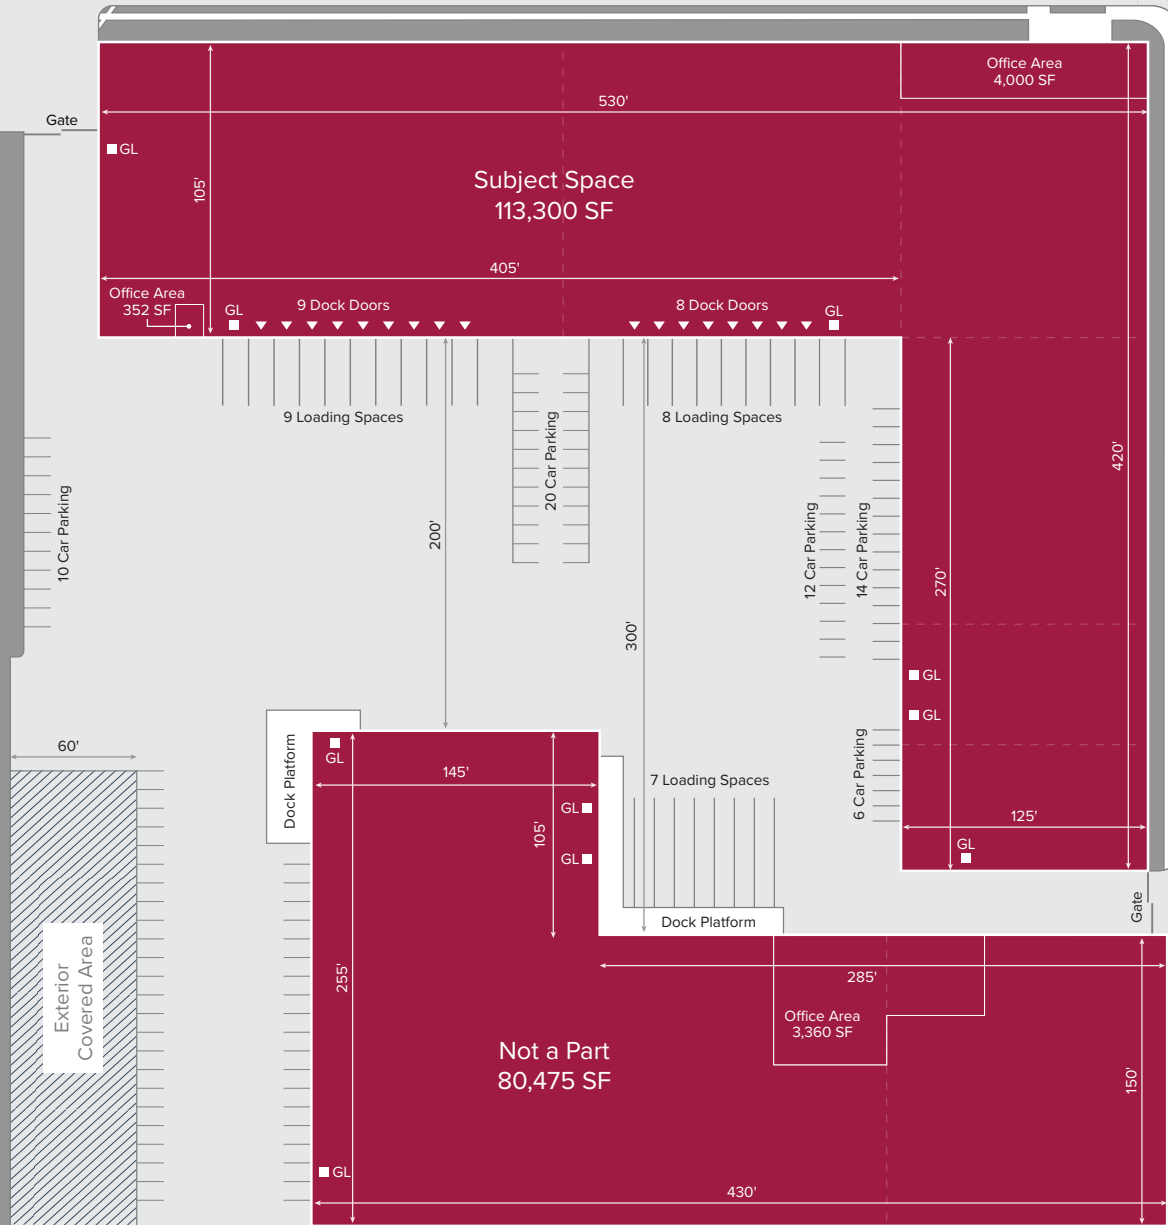 Office Area
4,000 SF
530'
Gate
GL
105'
Subject Space
113,300 SF
405'
Office Area
352 SF
GL
9 Dock Doors
8 Dock Doors
GL
9 Loading Spaces
8 Loading Spaces
20 Car Parking
420'
10 Car Parking
200'
12 Car Parking
14 Car Parking
270'
300'
GL
GL
60'
Dock Platform
GL
145'
7 Loading Spaces
6 Car Parking
GL
105'
125'
GL
GL
Gate
Dock Platform
Exterior
Covered Area
255'
285'
Office Area
3,360 SF
Not a Part
80,475 SF
150'
GL
430'